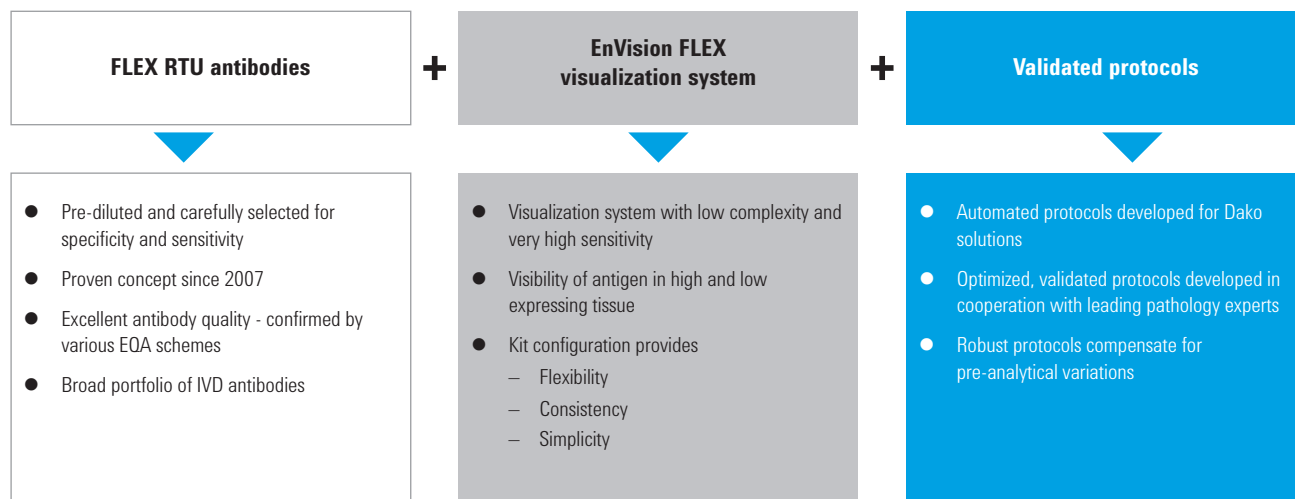 FLEX RTU antibodies
+
EnVision FLEX
visualization system
+
Validated protocols
● Pre-diluted and carefully selected for
specificity and sensitivity
● Proven concept since 2007
● Excellent antibody quality - confirmed by
various EQA schemes
● Broad portfolio of IVD antibodies
● Visualization system with low complexity and
very high sensitivity
● Visibility of antigen in high and low
expressing tissue
● Kit configuration provides
– Flexibility
– Consistency
– Simplicity
● Automated protocols developed for Dako
solutions
● Optimized, validated protocols developed in
cooperation with leading pathology experts
● Robust protocols compensate for
pre-analytical variations